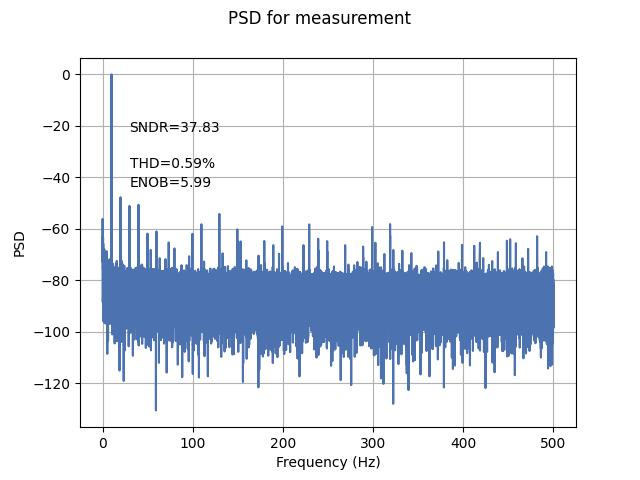 PSD for measurement
0
−20
−40
−60
−80
−100
−120
PSD
SNDR=37.83
THD=0.59%
ENOB=5.99
0 100 200 300 400 500
Frequency (Hz)